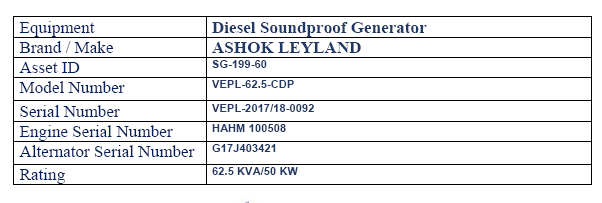 Equipment Diesel Soundproof Generator
Brand / Make ASHOK LEYLAND
Asset ID SG-199-60
Model Number VEPL-62.5-CDP
Serial Number VEPL-2017/18-0092
Engine Serial Number HAHM 100508
Alternator Serial Number G17J403421
Rating 62.5 KVA/50 KW